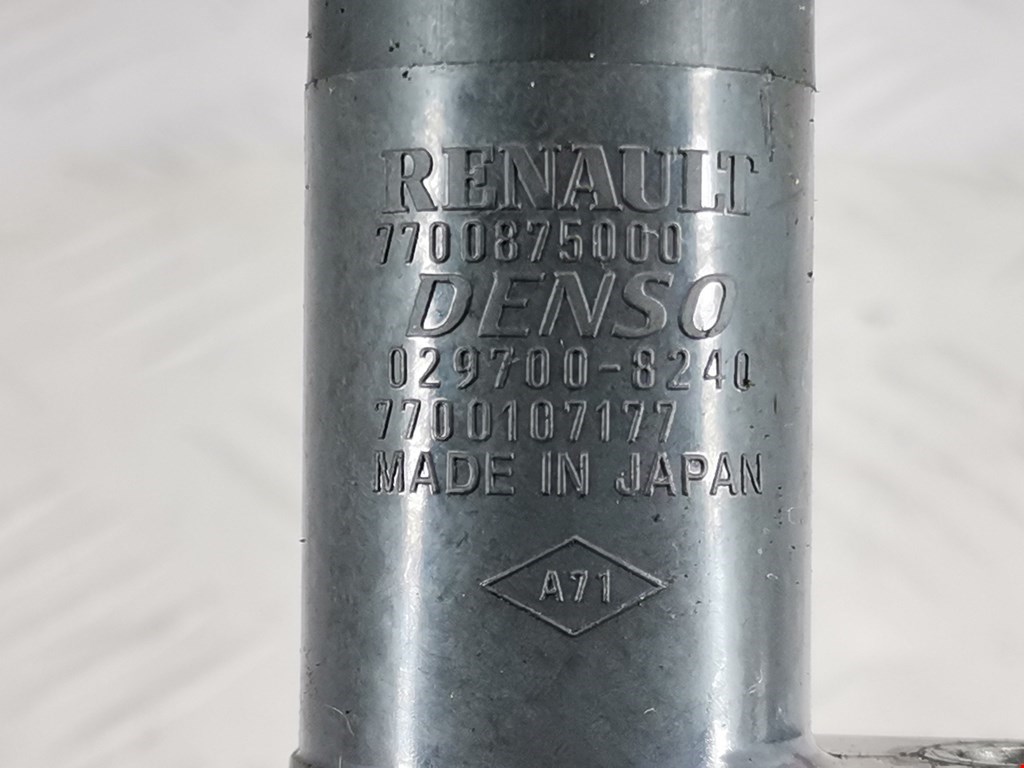 RENAULT
7700875000
DENSO
029700-8240
7700107177
MADE IN JAPAN
A71